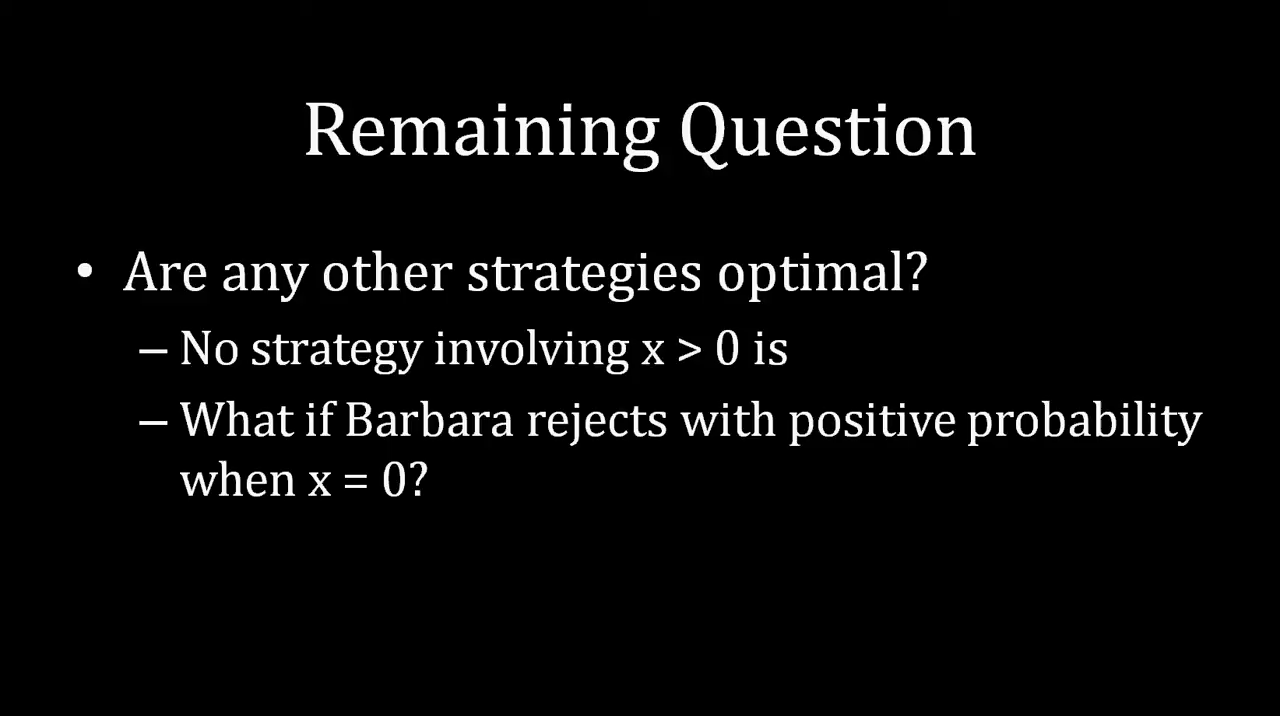 Remaining Question
• Are any other strategies optimal?
– No strategy involving x > 0 is
– What if Barbara rejects with positive probability
when x = 0?